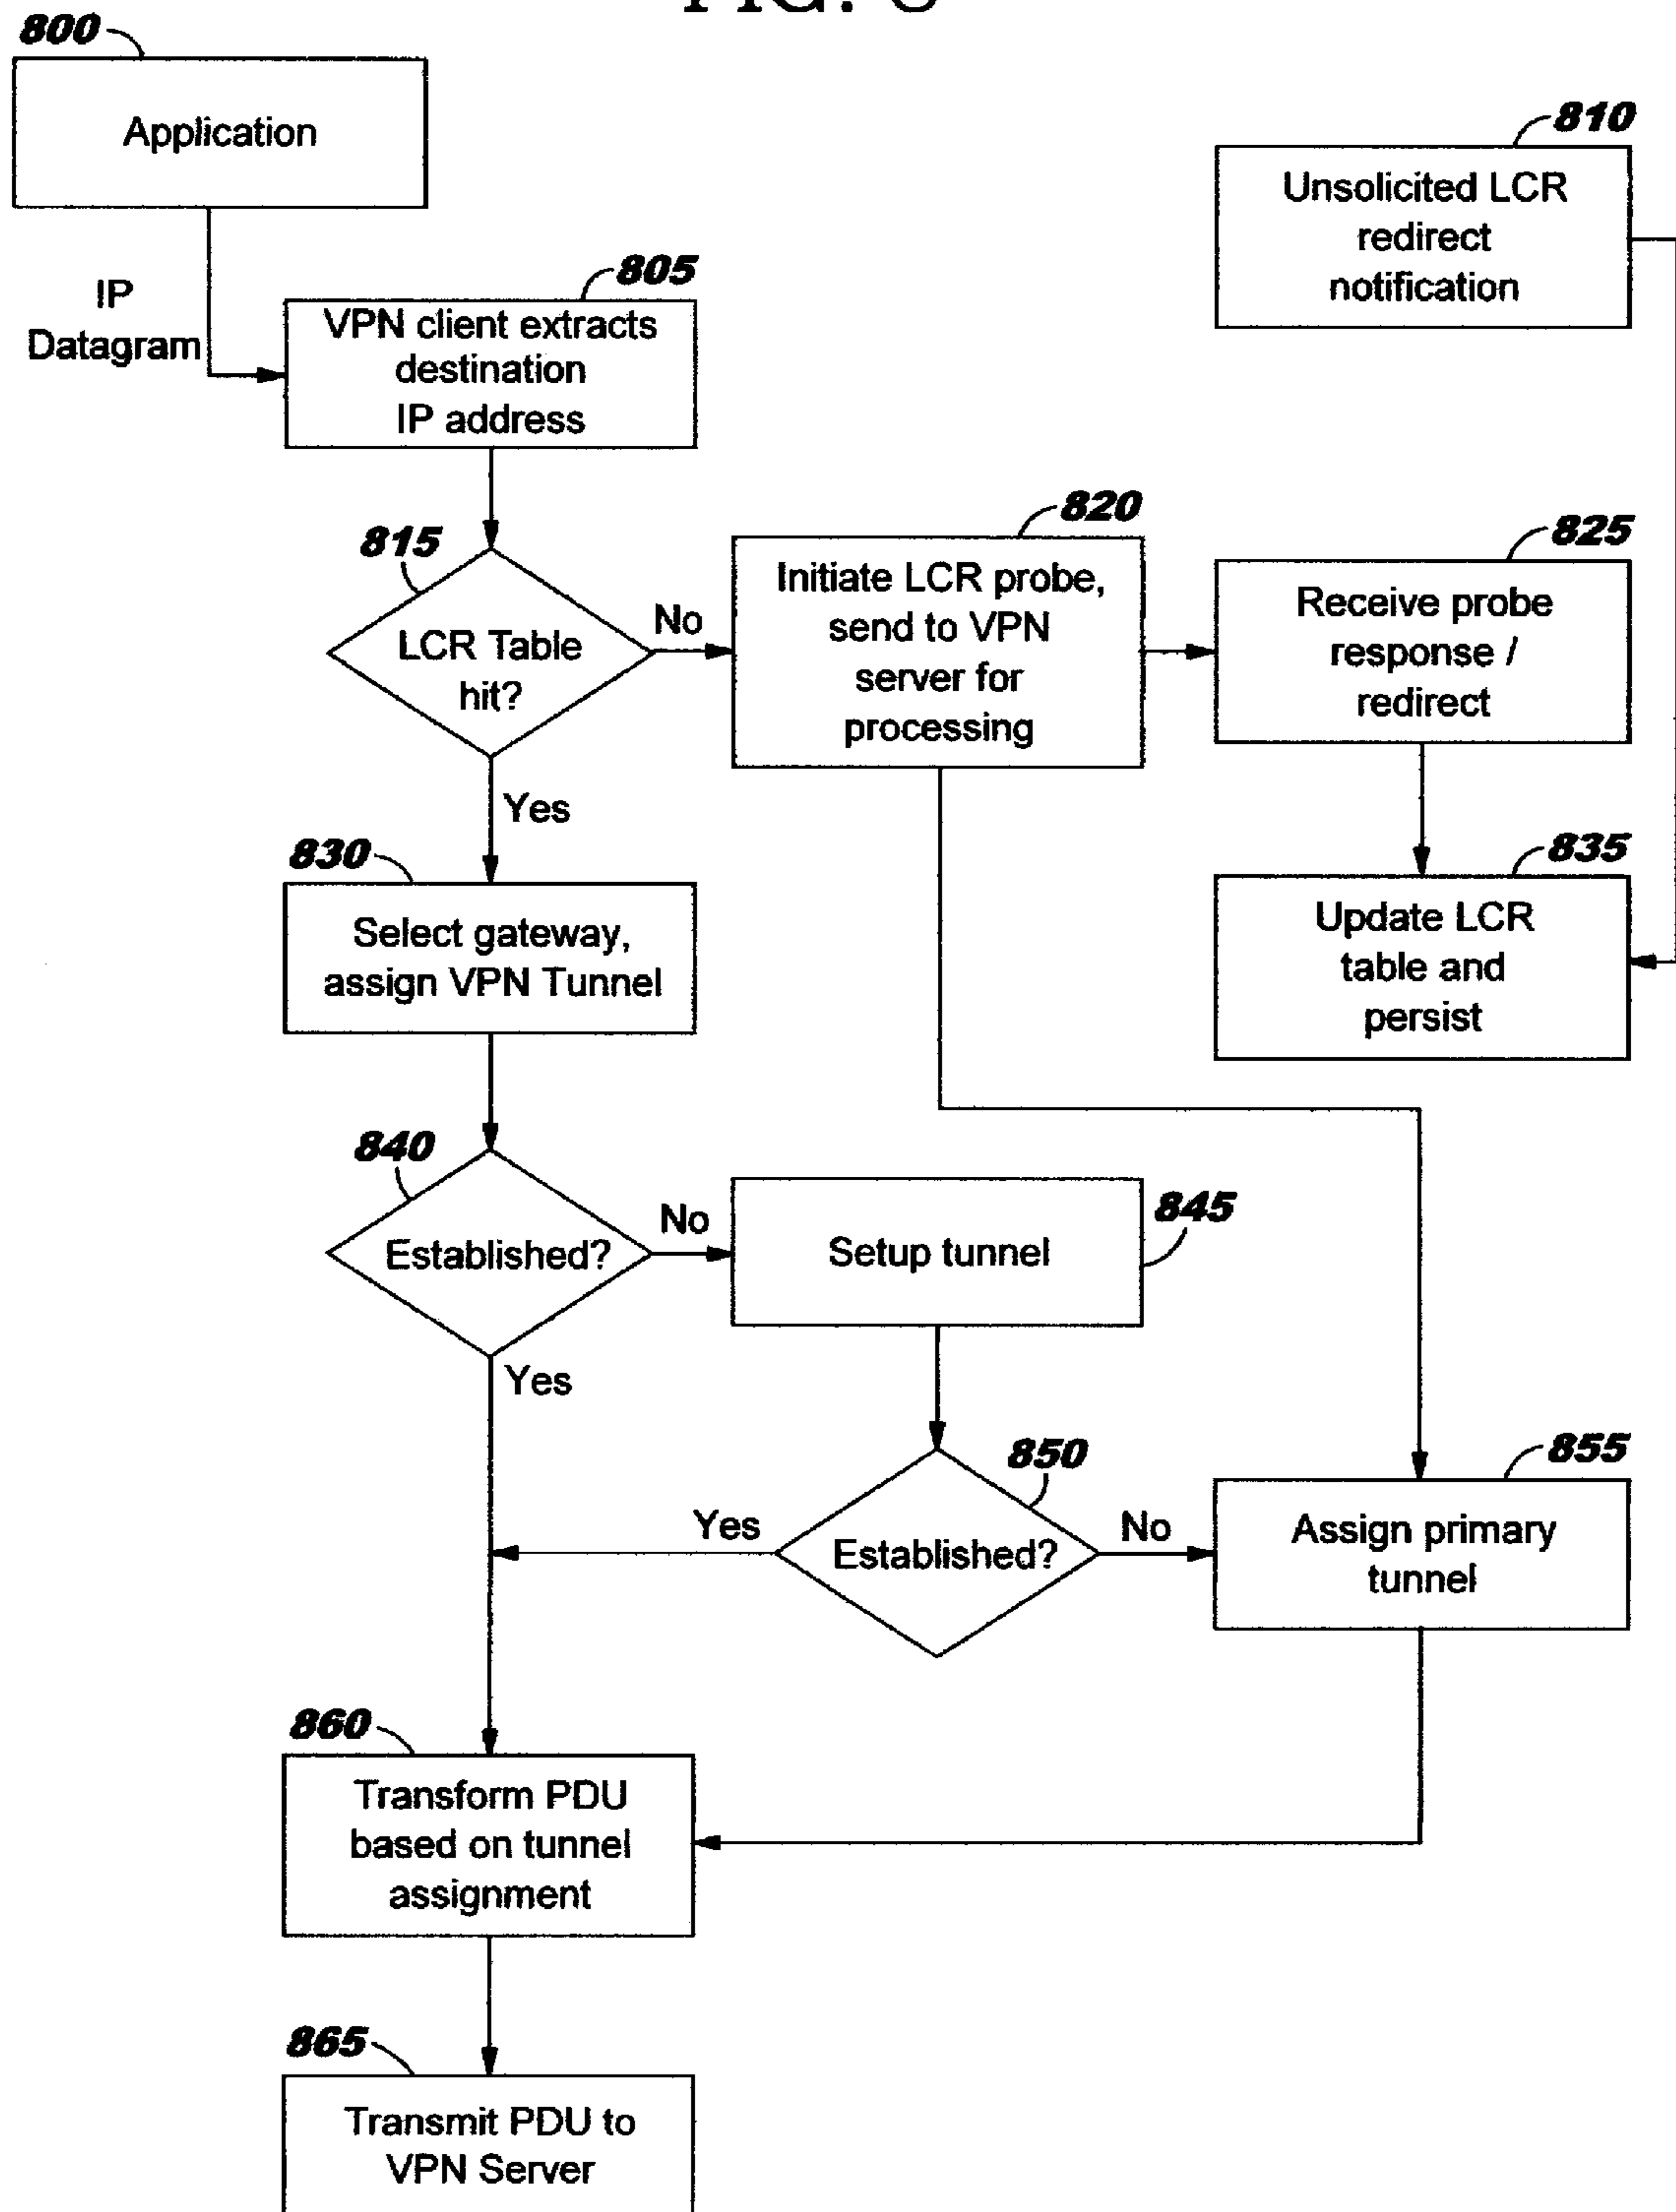 800
Application
810
Unsolicited LCR
redirect
notification
IP
Datagram
805
VPN client extracts
destination
IP address
815
LCR Table
hit?
No
820
Initiate LCR probe,
send to VPN
server for
processing
825
Receive probe
response /
redirect
Yes
830
Select gateway,
assign VPN Tunnel
835
Update LCR
table and
persist
840
Established?
No
845
Setup tunnel
Yes
850
Established?
Yes
No
855
Assign primary
tunnel
860
Transform PDU
based on tunnel
assignment
865
Transmit PDU to
VPN Server